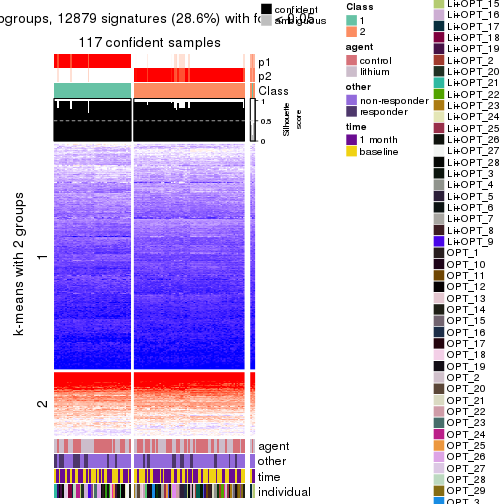 ogroups, 12879 signatures (28.6%) with
confident
ambiguous
117 confident samples
p1
p2
Class
1
0.5
0
Silhouette
score
k-means with 2 groups
1
2
agent
other
time
individual
Class
1
2
agent
control
lithium
other
non-responder
responder
time
1 month
baseline
Li+OPT_15
Li+OPT_16
Li+OPT_17
Li+OPT_18
Li+OPT_19
Li+OPT_2
Li+OPT_20
Li+OPT_21
Li+OPT_22
Li+OPT_23
Li+OPT_24
Li+OPT_25
Li+OPT_26
Li+OPT_27
Li+OPT_28
Li+OPT_3
Li+OPT_4
Li+OPT_5
Li+OPT_6
Li+OPT_7
Li+OPT_8
Li+OPT_9
OPT_1
OPT_10
OPT_11
OPT_12
OPT_13
OPT_14
OPT_15
OPT_16
OPT_17
OPT_18
OPT_19
OPT_2
OPT_20
OPT_21
OPT_22
OPT_23
OPT_24
OPT_25
OPT_26
OPT_27
OPT_28
OPT_29